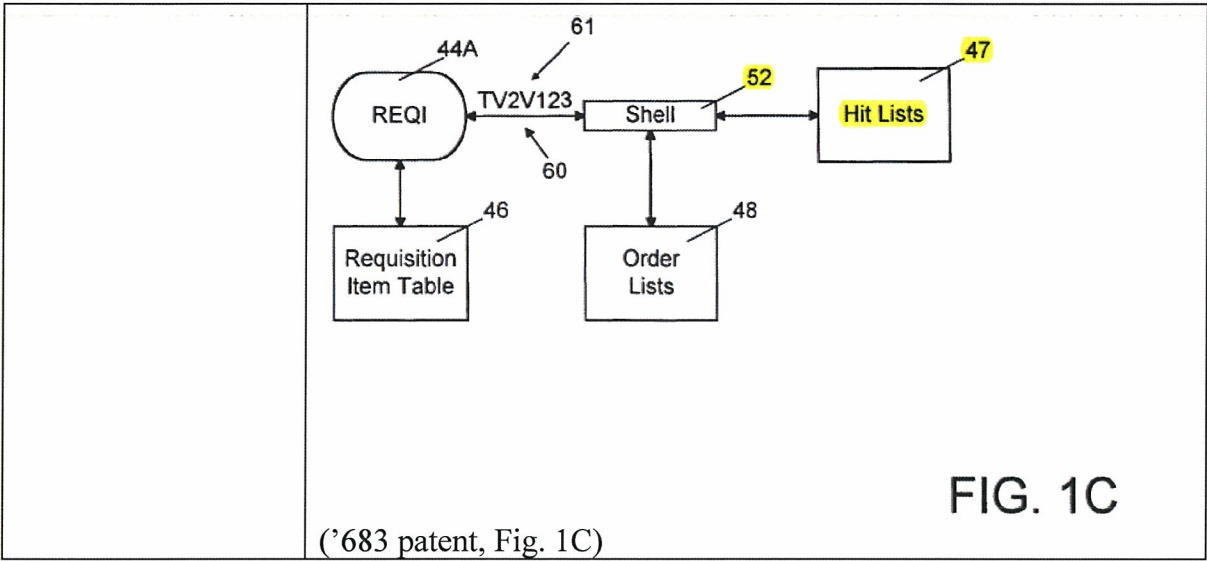 61
44A
47
TV2V123
52
REQI
Shell
Hit Lists
60
46
48
Requisition
Item Table
Order
Lists
FIG. 1C
('683 patent, Fig. 1C)